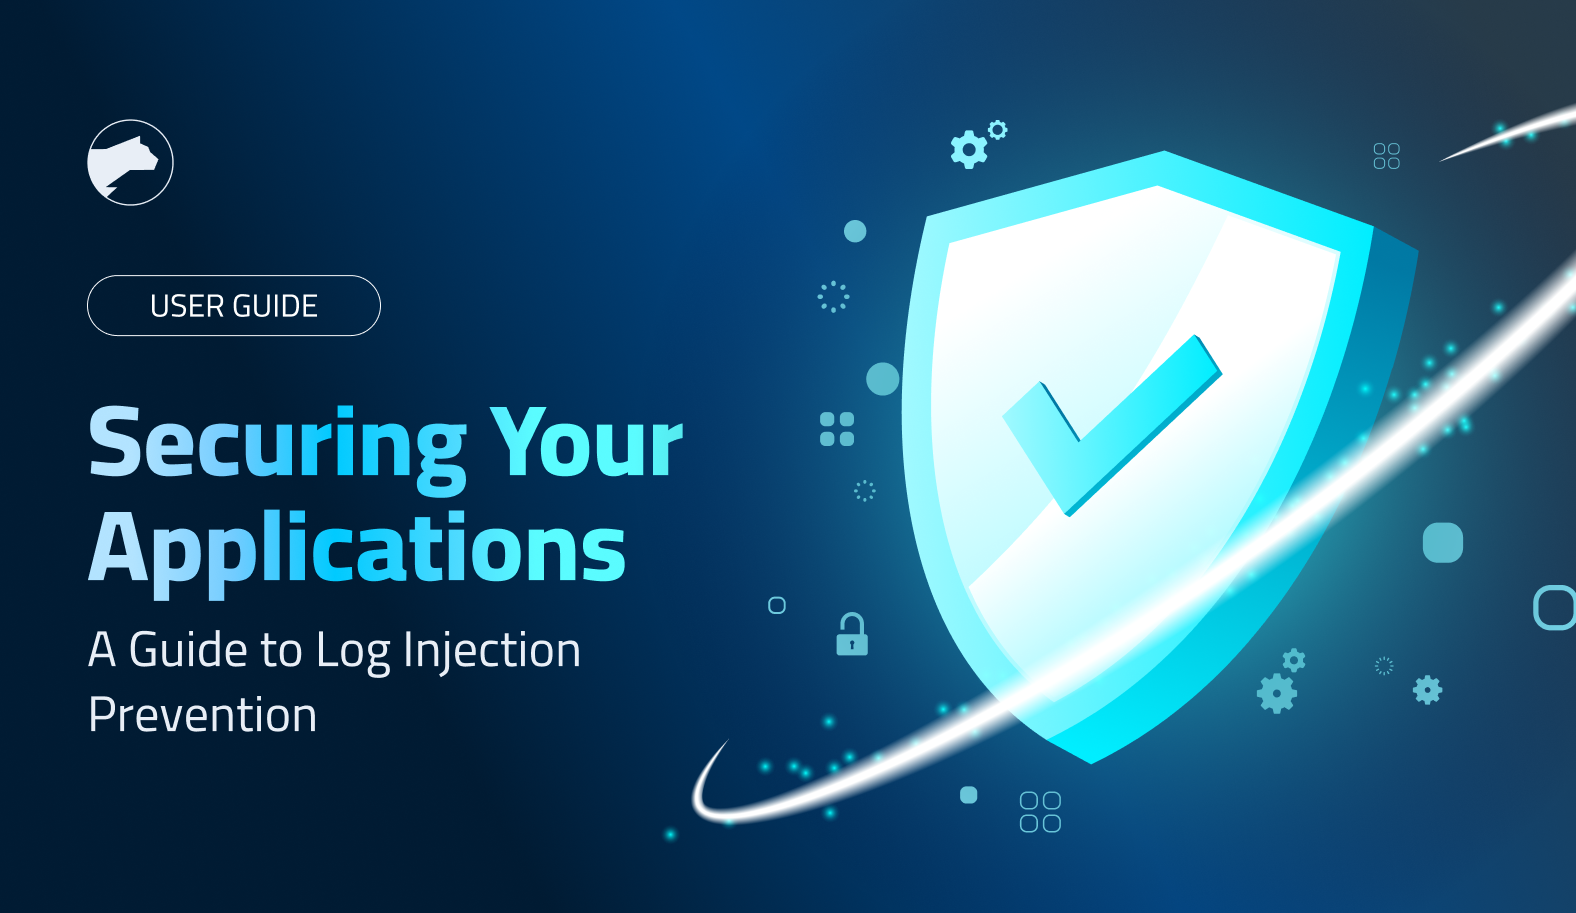 USER GUIDE
Securing Your
Applications
A Guide to Log Injection
Prevention